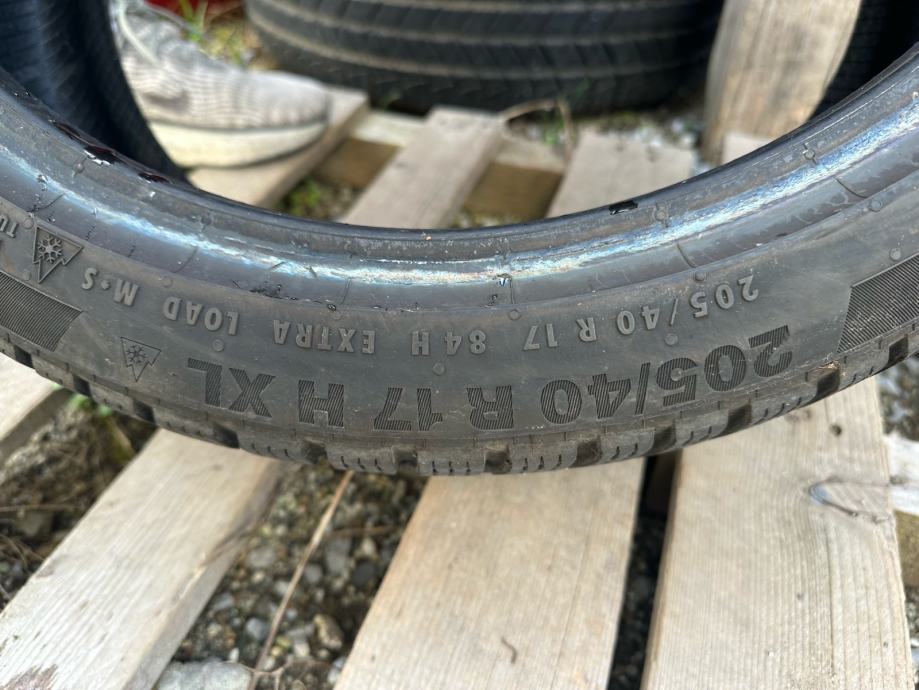 205/40 R 17 H XL
205/40 R 17 84 H EXTRA LOAD M+S